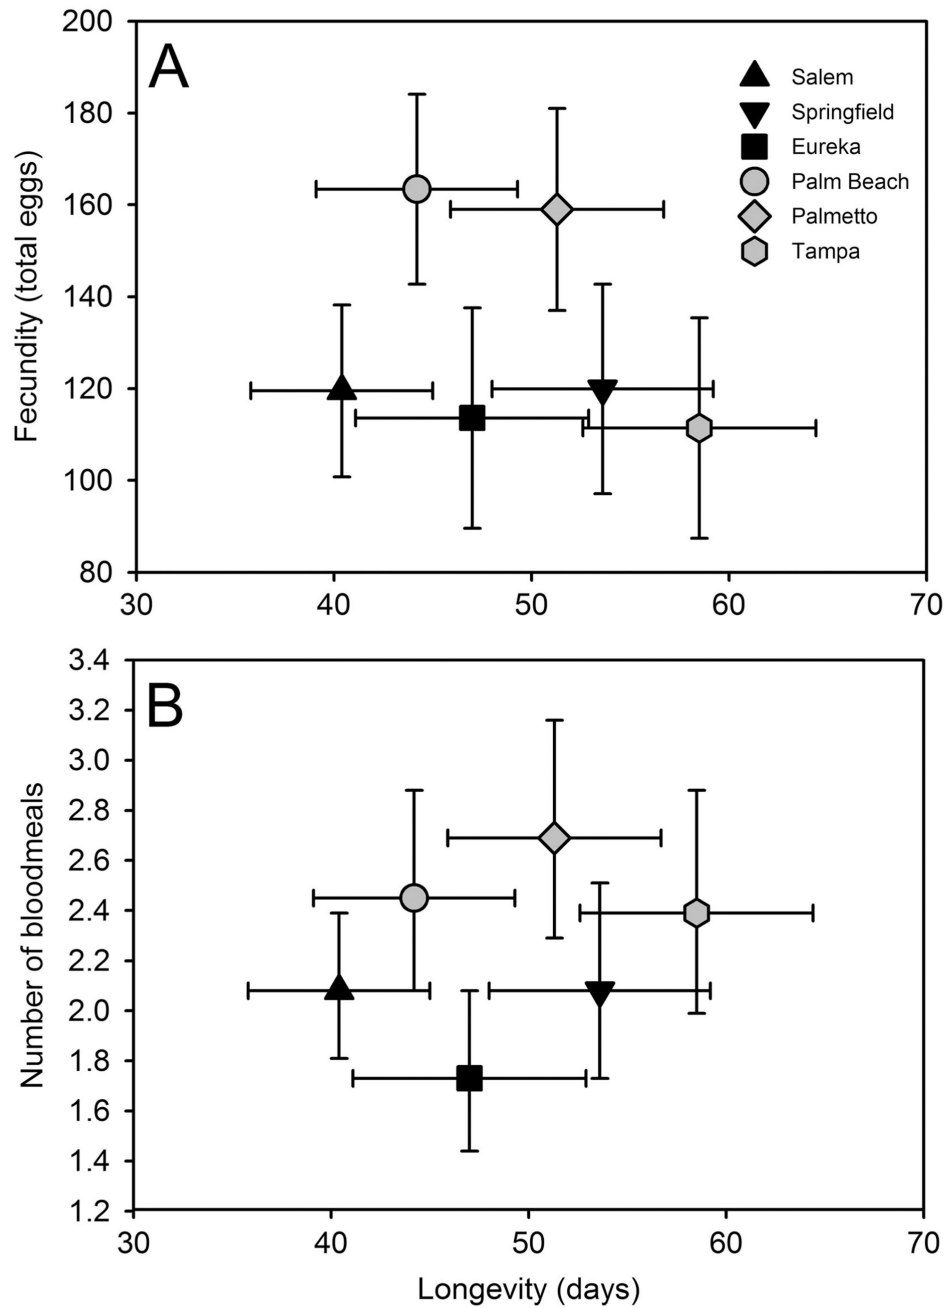 A
Salem
Springfield
Eureka
Palm Beach
Palmetto
Tampa
Fecundity (total eggs)
200
180
160
140
120
100
80
30 40 50 60 70
B
Number of bloodmeals
3.4
3.2
3.0
2.8
2.6
2.4
2.2
2.0
1.8
1.6
1.4
1.2
30 40 50 60 70
Longevity (days)